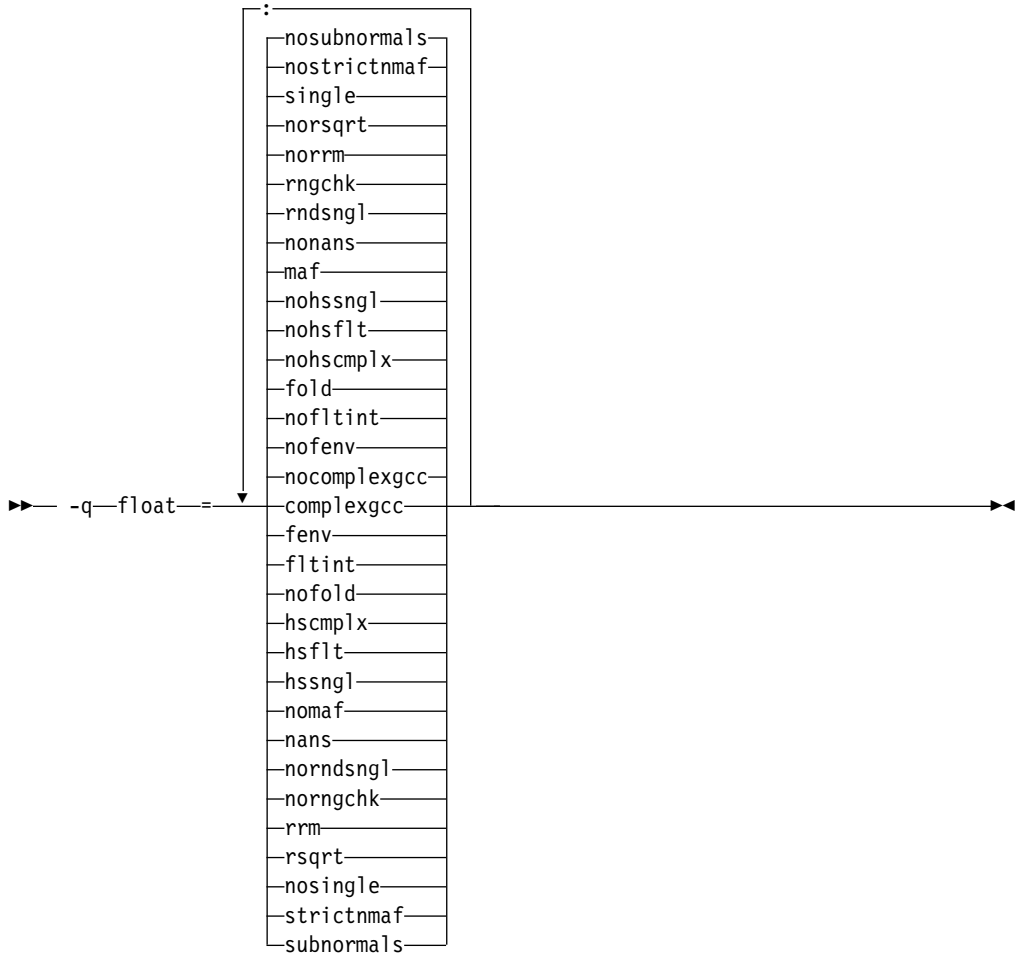 :
nosubnormals
nostrictnmaf
single
norsqrt
norrm
rngchk
rndsngl
nonans
maf
nohssngl
nohsflt
nohscmplx
fold
nofltint
nofenv
nocomplexgcc
-q float = complexgcc
fenv
fltint
nofold
hscmplx
hsflt
hssngl
nomaf
nans
norndsngl
norngchk
rrm
rsqrt
nosingle
strictnmaf
subnormals